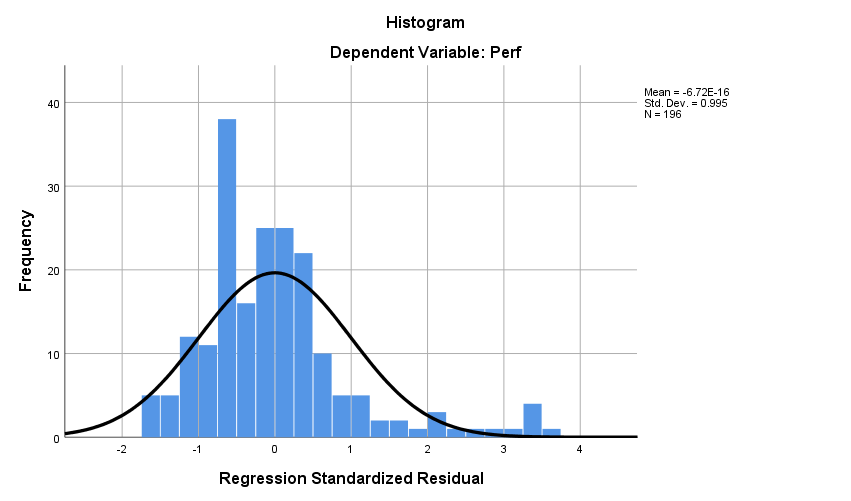 Histogram
Dependent Variable: Perf
Mean = -6.72E-16
Std. Dev. = 0.995
N = 196
Frequency
40
30
20
10
0
-2 -1 0 1 2 3 4
Regression Standardized Residual